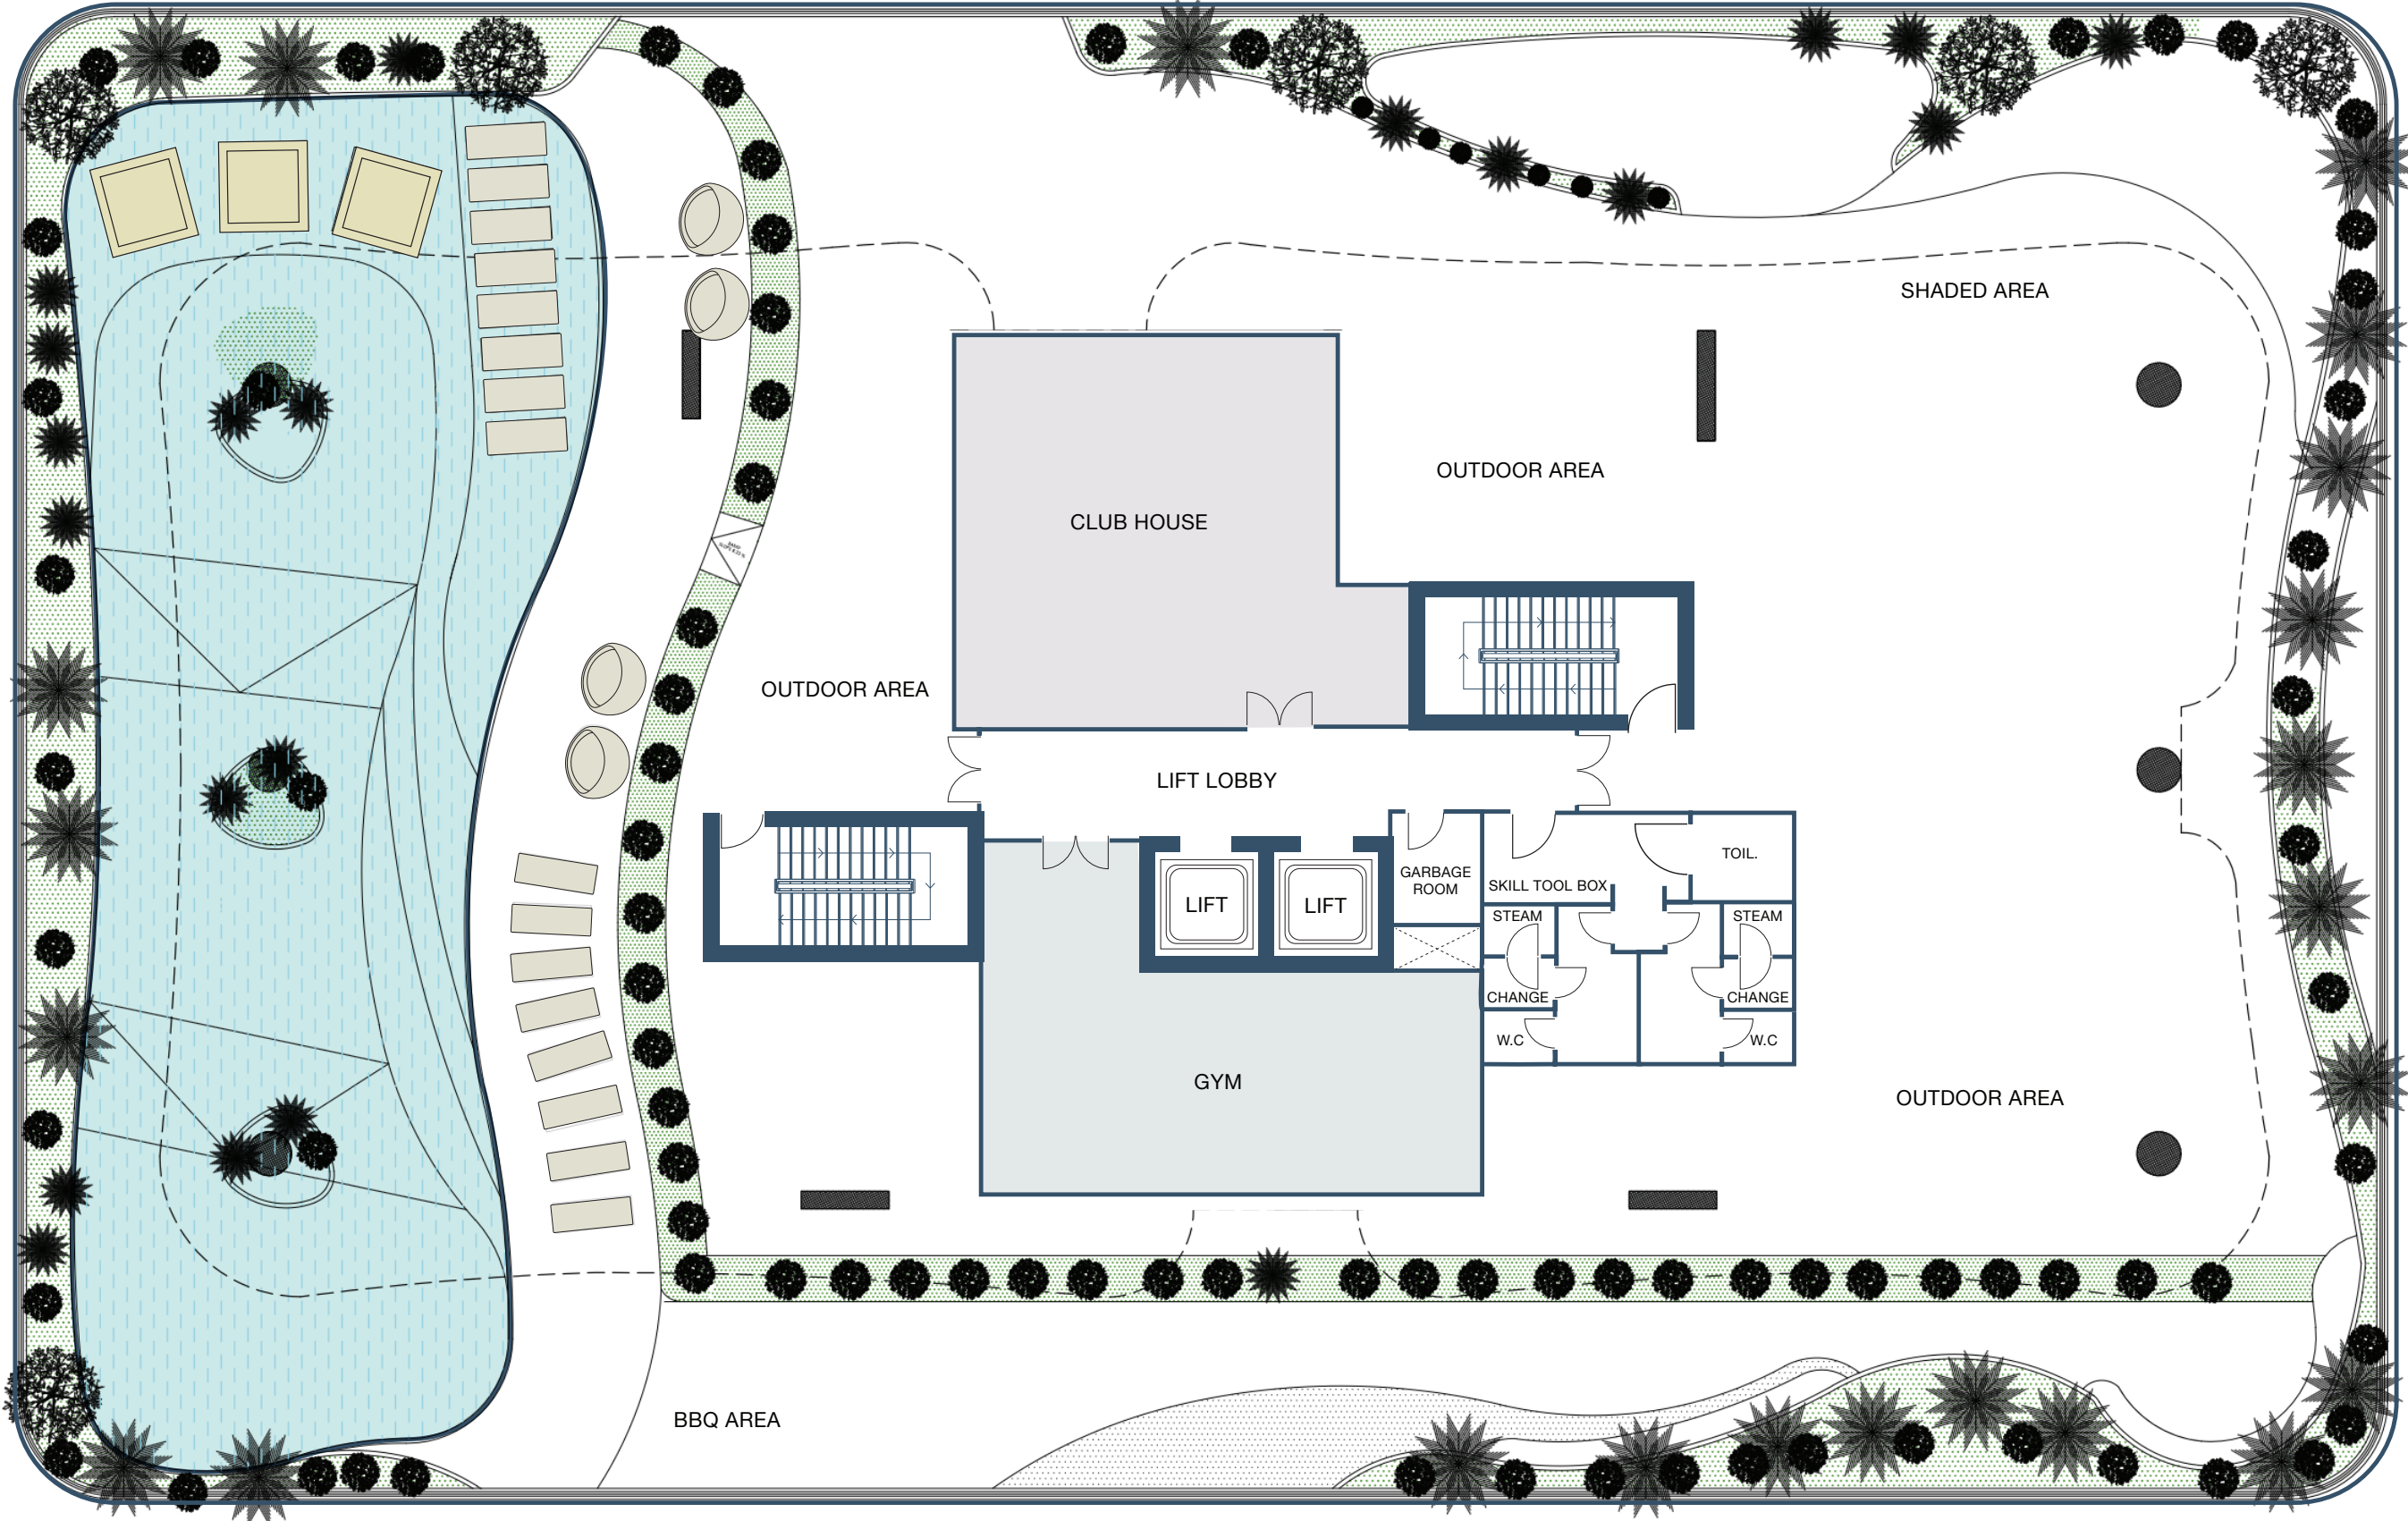 SHADED AREA
OUTDOOR AREA
CLUB HOUSE
OUTDOOR AREA
LIFT LOBBY
GARBAGE
ROOM
SKILL TOOL BOX
TOIL.
LIFT
LIFT
STEAM
STEAM
CHANGE
CHANGE
W.C
W.C
GYM
OUTDOOR AREA
BBQ AREA